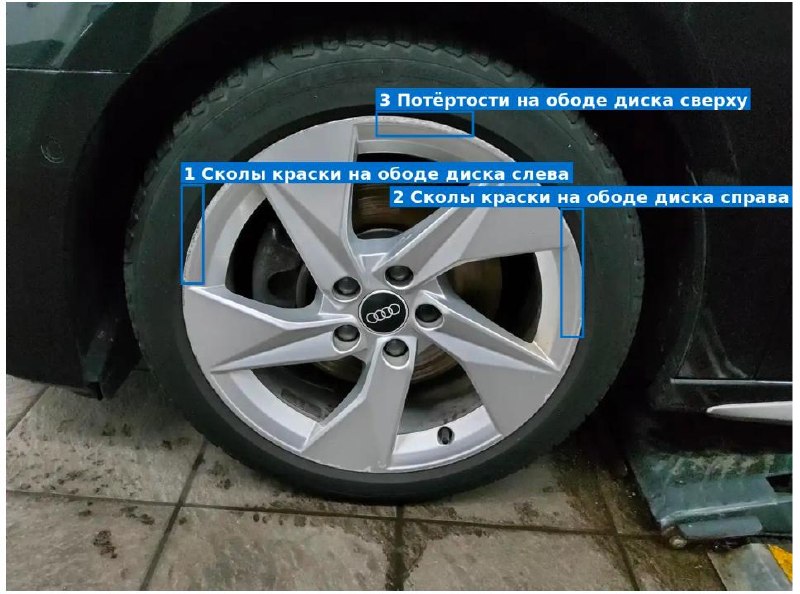 3 Потёртости на ободе диска сверху
1 Сколы краски на ободе диска слева
2 Сколы краски на ободе диска справа